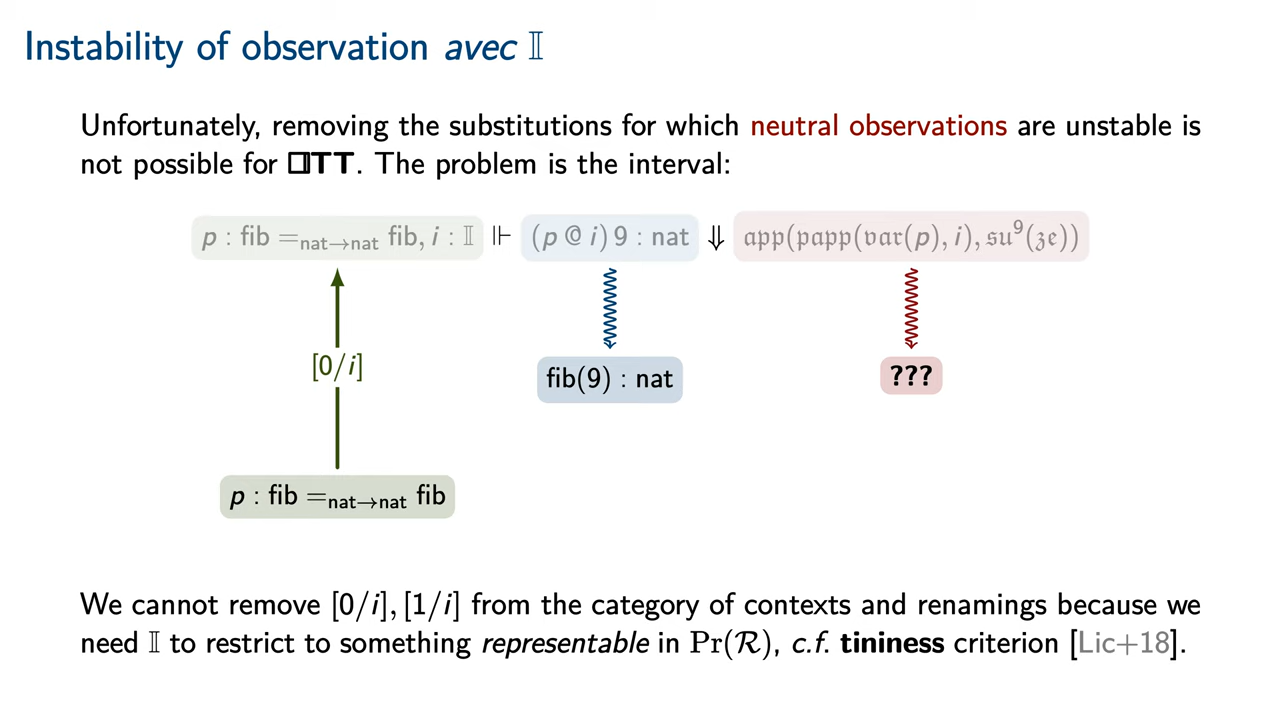 Instability of observation avec 𝕀
Unfortunately, removing the substitutions for which neutral observations are unstable is
not possible for □TT. The problem is the interval:
p : fib =nat→nat fib, i : 𝕀 ⊩ (p @ i) 9 : nat ⇓ 𝔞𝔭𝔭(𝔭𝔞𝔭𝔭(𝔳𝔞𝔯(p), i), 𝔰𝔲⁹(𝔷𝔢))
[0/i]
fib(9) : nat
???
p : fib =nat→nat fib
We cannot remove [0/i], [1/i] from the category of contexts and renamings because we
need 𝕀 to restrict to something representable in Pr(ℛ), c.f. tininess criterion [Lic+18].